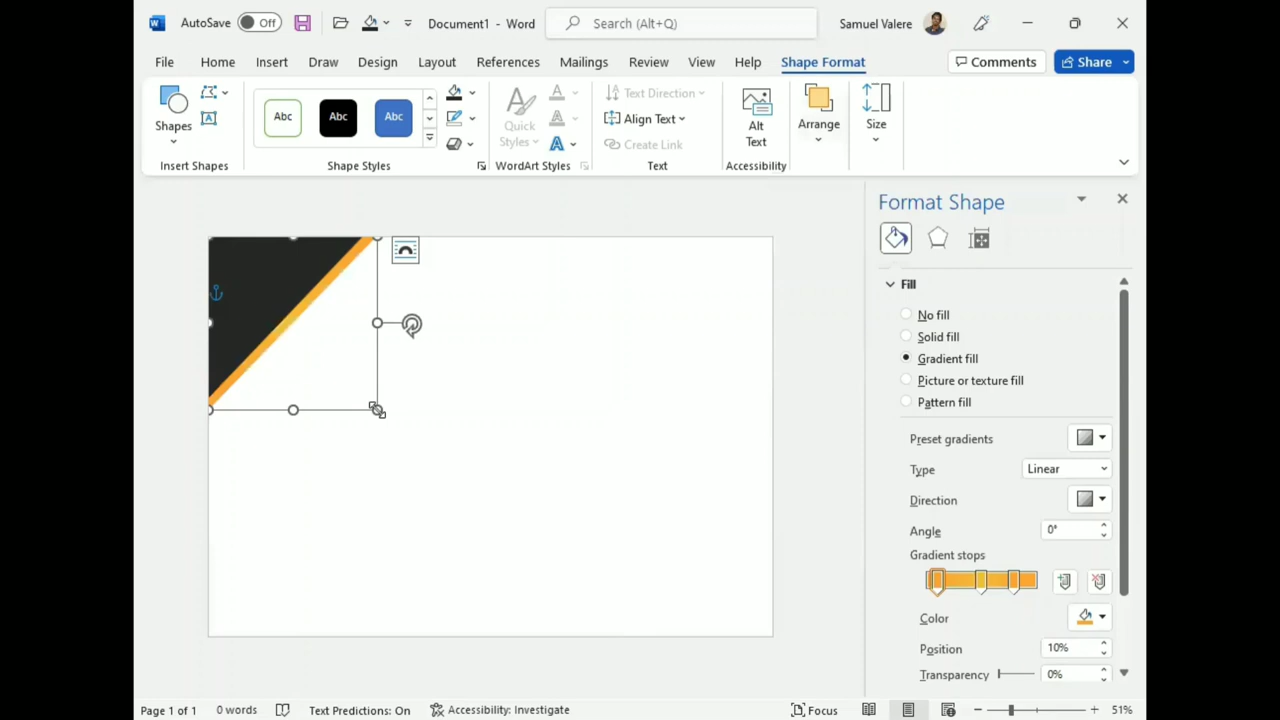 AutoSave Off Document1 - Word Search (Alt+Q) Samuel Valere
File Home Insert Draw Design Layout References Mailings Review View Help Shape Format Comments Share
Shapes
Insert Shapes
Abc Abc Abc
Shape Styles
Quick
Styles
WordArt Styles
Text Direction
Align Text
Create Link
Text
Alt
Text
Accessibility
Arrange
Size
Format Shape
Fill
No fill
Solid fill
Gradient fill
Picture or texture fill
Pattern fill
Preset gradients
Type Linear
Direction
Angle 0°
Gradient stops
Color
Position 10%
Transparency 0%
Page 1 of 1 0 words Text Predictions: On Accessibility: Investigate Focus 51%